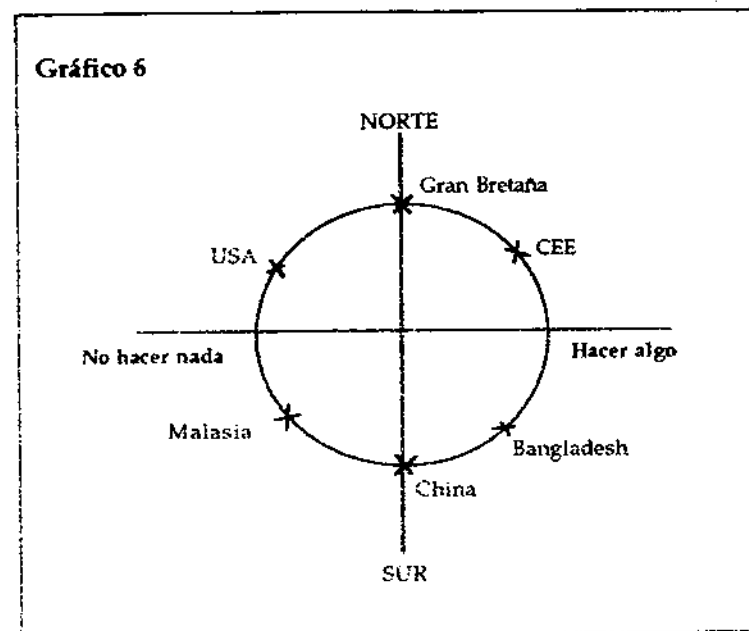 Gráfico 6
NORTE
Gran Bretaña
USA
CEE
No hacer nada
Hacer algo
Malasia
Bangladesh
China
SUR